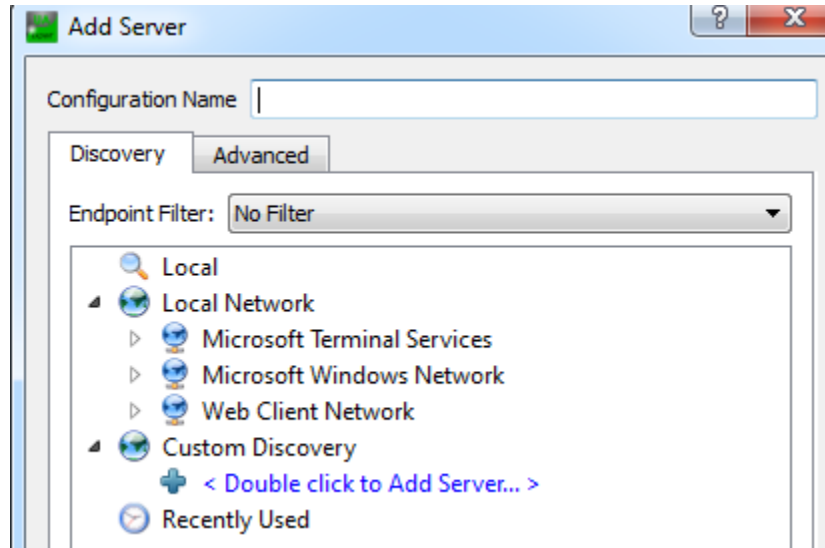 Add Server
Configuration Name
Discovery Advanced
Endpoint Filter: No Filter
Local
Local Network
Microsoft Terminal Services
Microsoft Windows Network
Web Client Network
Custom Discovery
< Double click to Add Server... >
Recently Used